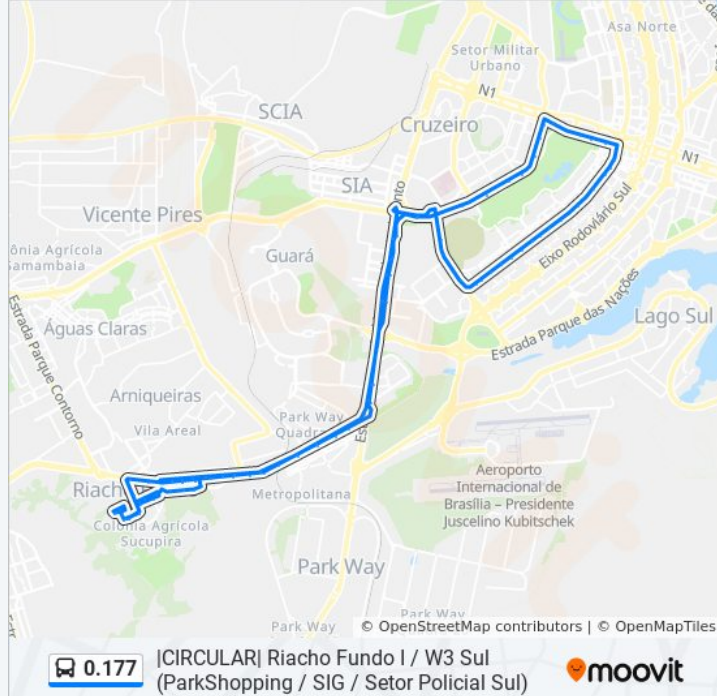 Asa Norte
Setor Militar
Urbano
N1
SCIA
Cruzeiro
N1
SIA
Vicente Pires
Eixo Rodoviário Sul
Guará
ônia Agrícola
Samambaia
Estrada Parque das Nações
Lago Sul
Águas Claras
Estrada Parque Contorno
Arniqueiras
Park Way
Vila Areal
Metropolitana
Aeroporto
Internacional de
Brasília – Presidente
Juscelino Kubitschek
Colônia Agrícola
Sucupira
Park Way
Park Way
© OpenStreetMap contributors | © OpenMapTiles
0.177
|CIRCULAR| Riacho Fundo I / W3 Sul
(ParkShopping / SIG / Setor Policial Sul)
moovit